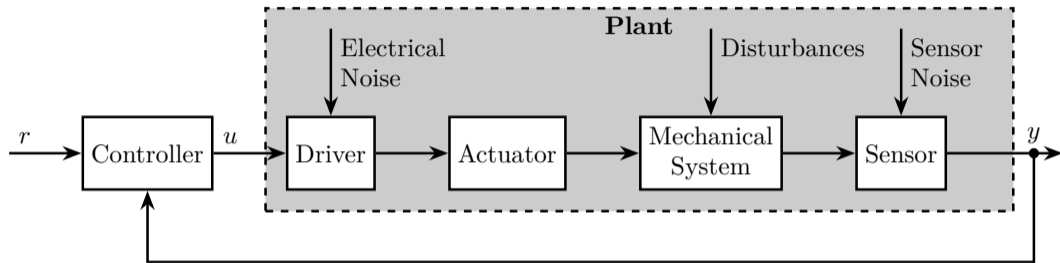 Plant
Electrical
Noise
Disturbances
Sensor
Noise
r
Controller
u
Driver
Actuator
Mechanical
System
Sensor
y